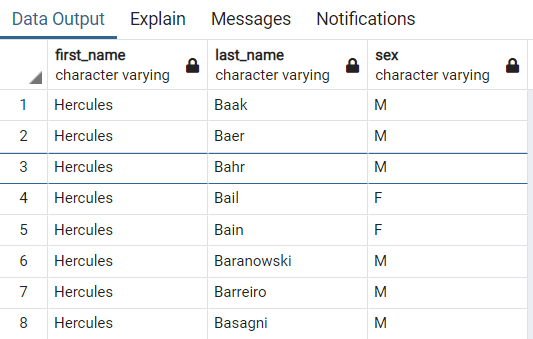 Data Output Explain Messages Notifications
first_name last_name sex
character varying character varying character varying
1 Hercules Baak M
2 Hercules Baer M
3 Hercules Bahr M
4 Hercules Bail F
5 Hercules Bain F
6 Hercules Baranowski M
7 Hercules Barreiro M
8 Hercules Basagni M